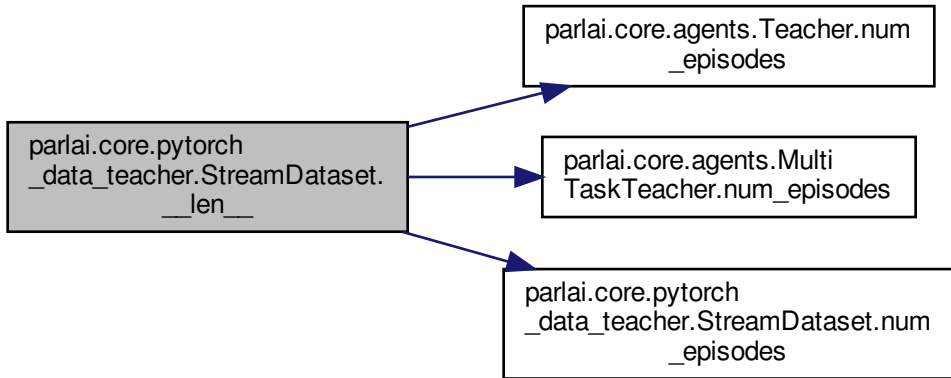 parlai.core.pytorch
_data_teacher.StreamDataset.
__len__
parlai.core.agents.Teacher.num
_episodes
parlai.core.agents.Multi
TaskTeacher.num_episodes
parlai.core.pytorch
_data_teacher.StreamDataset.num
_episodes